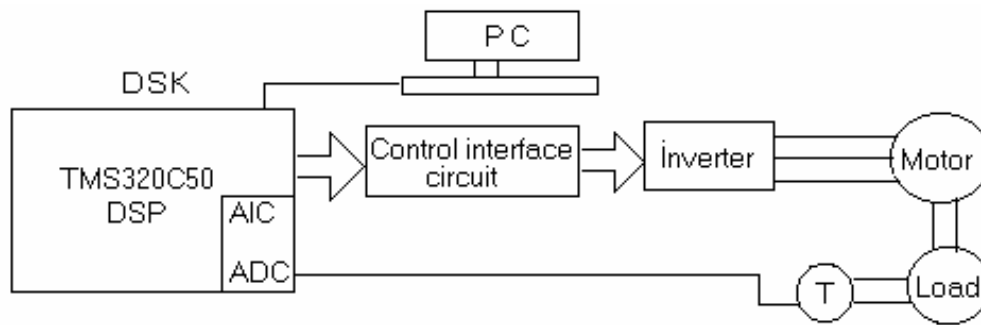 PC
DSK
TMS320C50
DSP
AIC
ADC
Control interface
circuit
İnverter
Motor
Load
T